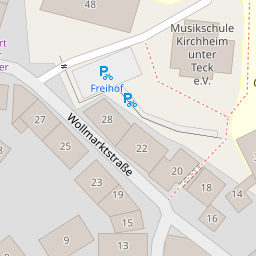 48
Musikschule
Kirchheim
unter
Teck
e.V.
Freihof
Wollmarktstraße
27
28
25
22
23
20
18
19
14
16
13
9